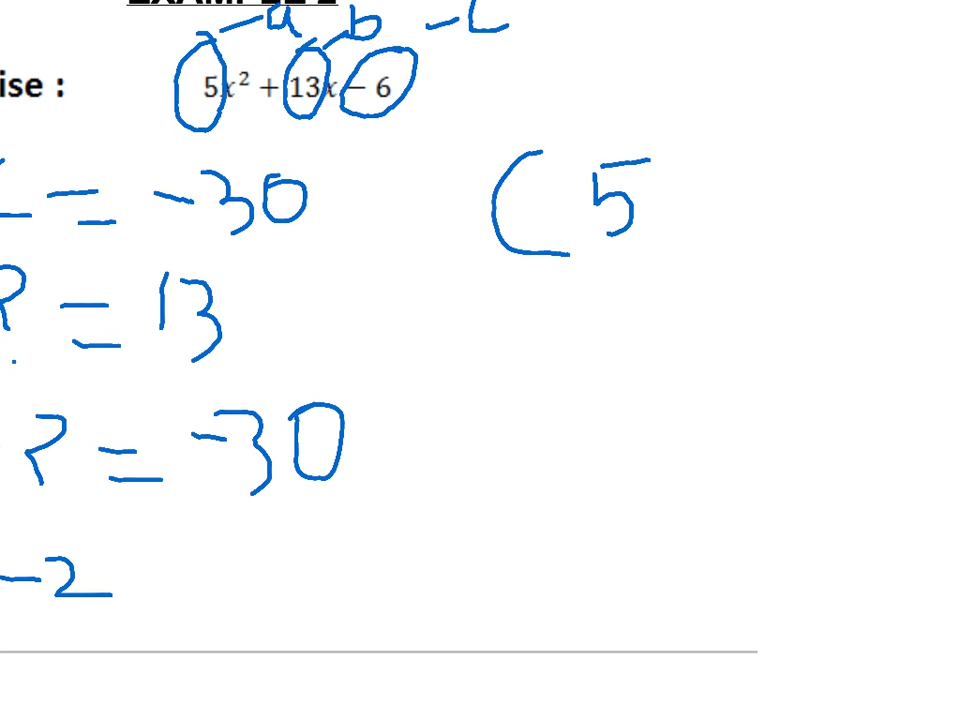 -a b -c
ise : 5x² + 13x − 6
= -30 ( 5
? = 13
? = -30
-2